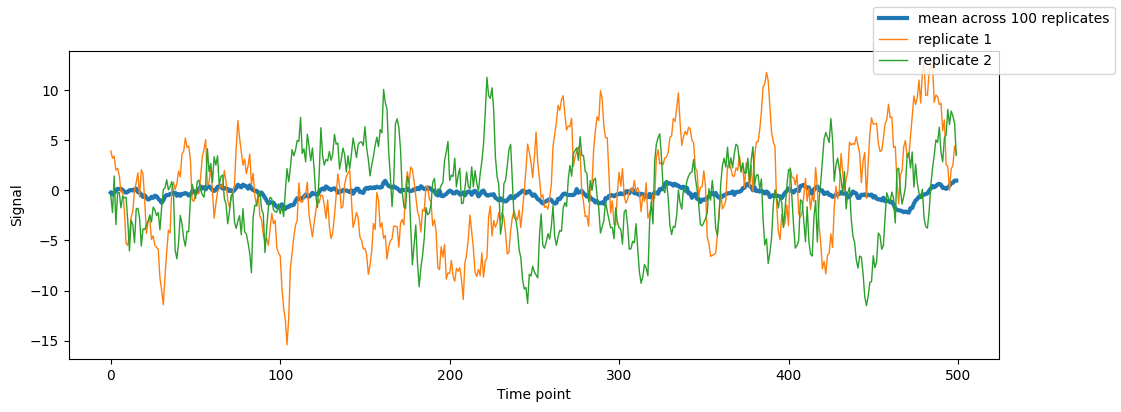 mean across 100 replicates
replicate 1
replicate 2
10
5
0
−5
−10
−15
Signal
0 100 200 300 400 500
Time point